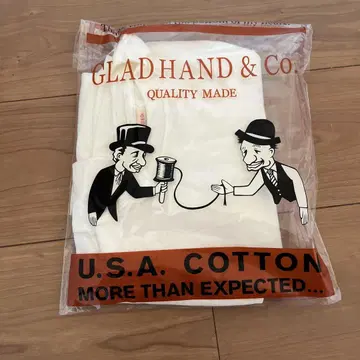 GLAD HAND & Co.
QUALITY MADE
U.S.A. COTTON
MORE THAN EXPECTED...